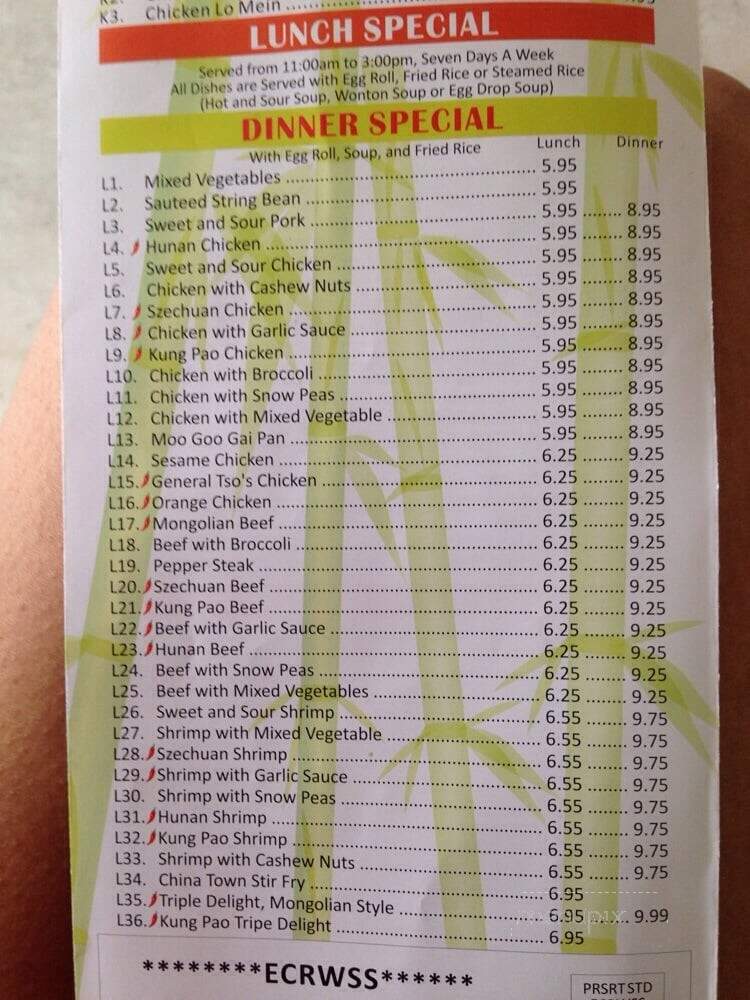 K3. Chicken Lo Mein
LUNCH SPECIAL
Served from 11:00am to 3:00pm, Seven Days A Week
All Dishes are Served with Egg Roll, Fried Rice or Steamed Rice
(Hot and Sour Soup, Wonton Soup or Egg Drop Soup)
DINNER SPECIAL
With Egg Roll, Soup, and Fried Rice Lunch Dinner
L1. Mixed Vegetables ........ 5.95
L2. Sauteed String Bean ........ 5.95
L3. Sweet and Sour Pork ........ 5.95 ........ 8.95
L4. Hunan Chicken ........ 5.95 ........ 8.95
L5. Sweet and Sour Chicken ........ 5.95 ........ 8.95
L6. Chicken with Cashew Nuts ........ 5.95 ........ 8.95
L7. Szechuan Chicken ........ 5.95 ........ 8.95
L8. Chicken with Garlic Sauce ........ 5.95 ........ 8.95
L9. Kung Pao Chicken ........ 5.95 ........ 8.95
L10. Chicken with Broccoli ........ 5.95 ........ 8.95
L11. Chicken with Snow Peas ........ 5.95 ........ 8.95
L12. Chicken with Mixed Vegetable ........ 5.95 ........ 8.95
L13. Moo Goo Gai Pan ........ 5.95 ........ 8.95
L14. Sesame Chicken ........ 6.25 ........ 9.25
L15. General Tso's Chicken ........ 6.25 ........ 9.25
L16. Orange Chicken ........ 6.25 ........ 9.25
L17. Mongolian Beef ........ 6.25 ........ 9.25
L18. Beef with Broccoli ........ 6.25 ........ 9.25
L19. Pepper Steak ........ 6.25 ........ 9.25
L20. Szechuan Beef ........ 6.25 ........ 9.25
L21. Kung Pao Beef ........ 6.25 ........ 9.25
L22. Beef with Garlic Sauce ........ 6.25 ........ 9.25
L23. Hunan Beef ........ 6.25 ........ 9.25
L24. Beef with Snow Peas ........ 6.25 ........ 9.25
L25. Beef with Mixed Vegetables ........ 6.25 ........ 9.25
L26. Sweet and Sour Shrimp ........ 6.55 ........ 9.75
L27. Shrimp with Mixed Vegetable ........ 6.55 ........ 9.75
L28. Szechuan Shrimp ........ 6.55 ........ 9.75
L29. Shrimp with Garlic Sauce ........ 6.55 ........ 9.75
L30. Shrimp with Snow Peas ........ 6.55 ........ 9.75
L31. Hunan Shrimp ........ 6.55 ........ 9.75
L32. Kung Pao Shrimp ........ 6.55 ........ 9.75
L33. Shrimp with Cashew Nuts ........ 6.55 ........ 9.75
L34. China Town Stir Fry ........ 6.95
L35. Triple Delight, Mongolian Style ........ 6.95 ........ 9.99
L36. Kung Pao Tripe Delight ........ 6.95
********ECRWSS******
PRSRT STD